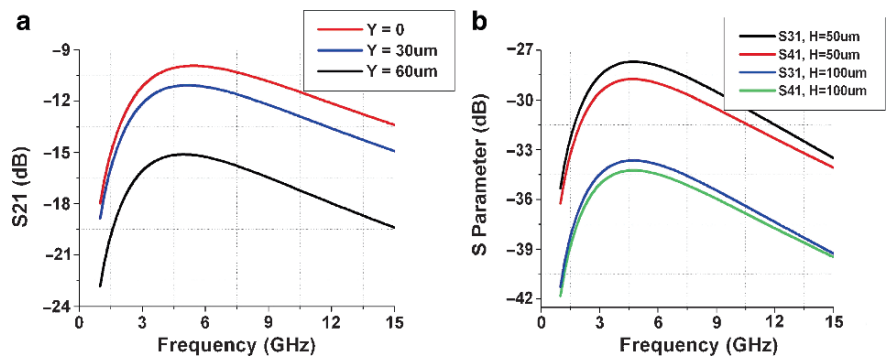 a
Y = 0
Y = 30um
Y = 60um
S21 (dB)
−9
−12
−15
−18
−21
−24
0
3
6
9
12
15
Frequency (GHz)
b
S31, H=50um
S41, H=50um
S31, H=100um
S41, H=100um
S Parameter (dB)
−27
−30
−33
−36
−39
−42
0
3
6
9
12
15
Frequency (GHz)